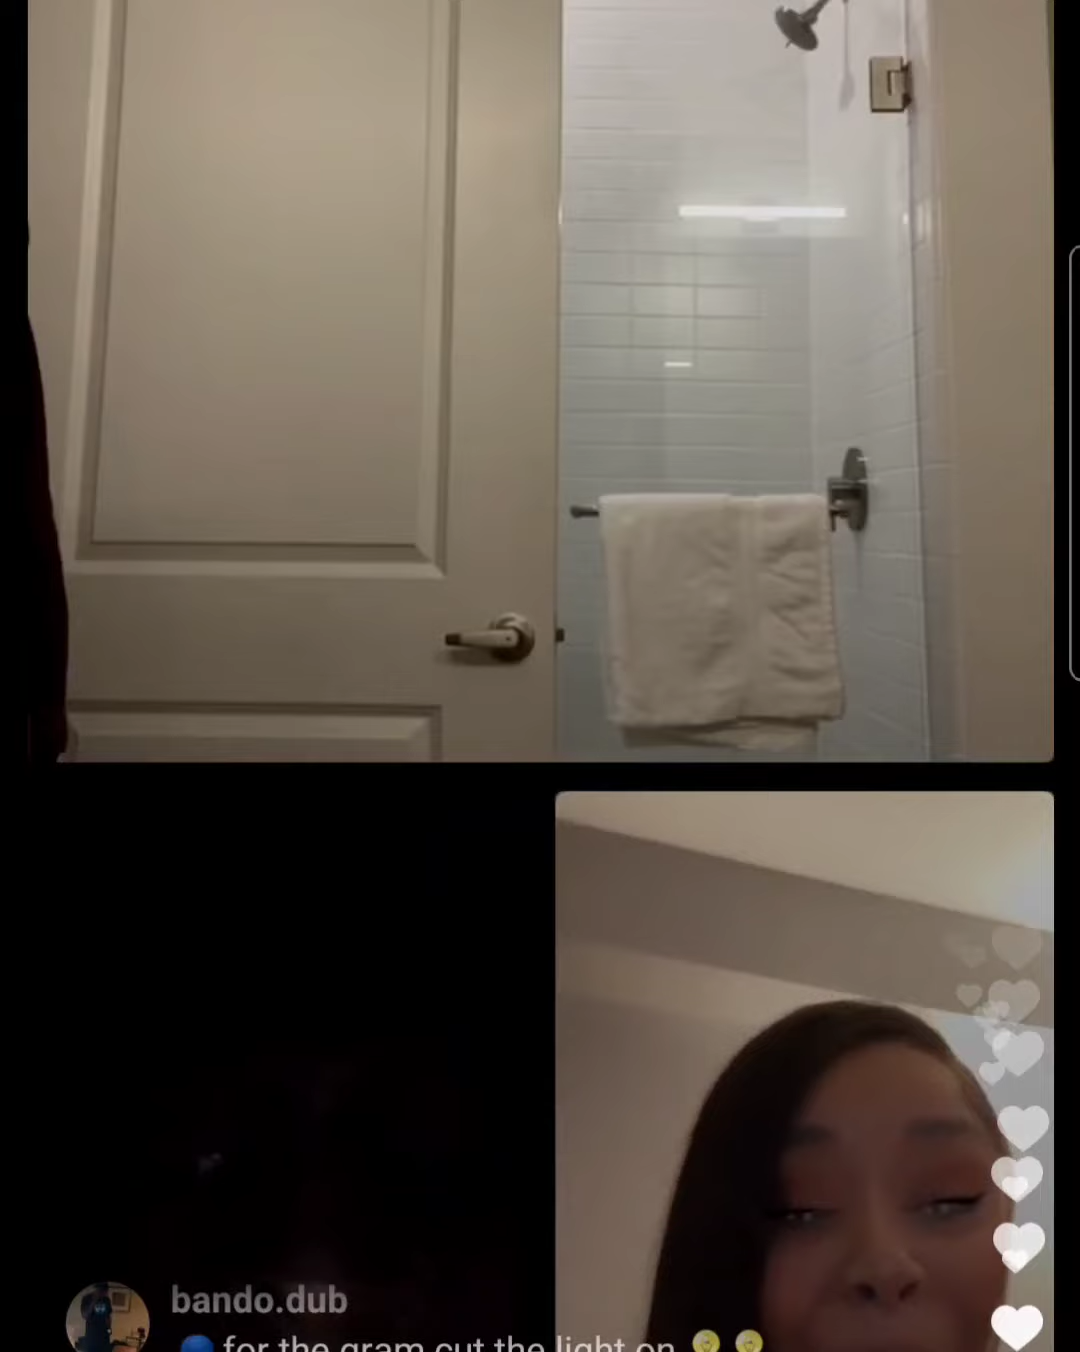 bando.dub
🔵 for the gram cut the light on 💡💡